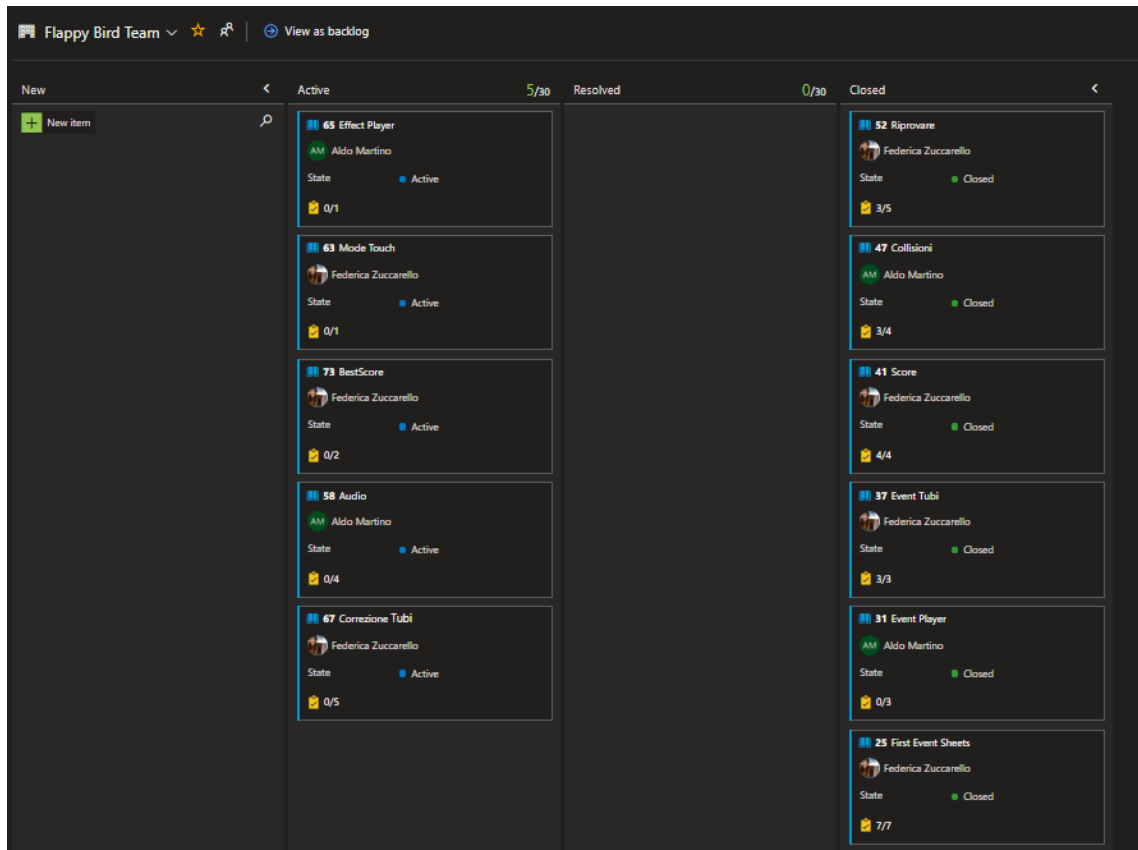 Flappy Bird Team
View as backlog
New
New item
Active 5/30
65 Effect Player
AM Aldo Martino
State Active
0/1
63 Mode Touch
Federica Zuccarello
State Active
0/1
73 BestScore
Federica Zuccarello
State Active
0/2
58 Audio
AM Aldo Martino
State Active
0/4
67 Correzione Tubi
Federica Zuccarello
State Active
0/5
Resolved 0/30
Closed
52 Riprovare
Federica Zuccarello
State Closed
3/5
47 Collisioni
AM Aldo Martino
State Closed
3/4
41 Score
Federica Zuccarello
State Closed
4/4
37 Event Tubi
Federica Zuccarello
State Closed
3/3
31 Event Player
AM Aldo Martino
State Closed
0/3
25 First Event Sheets
Federica Zuccarello
State Closed
7/7